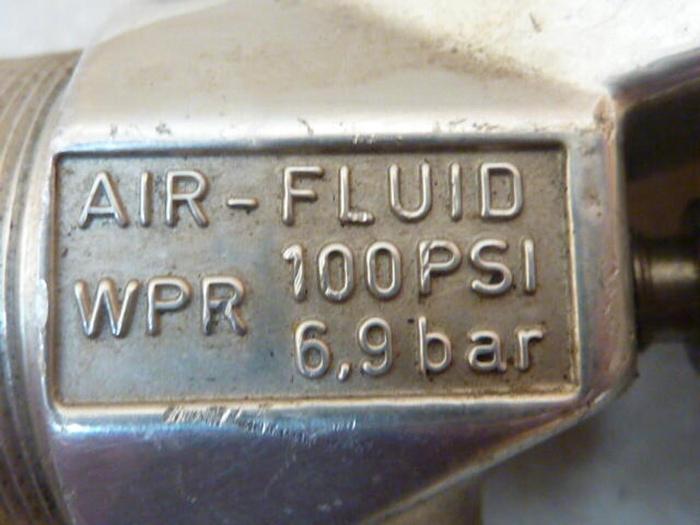 AIR-FLUID
WPR 100PSI
6,9 bar